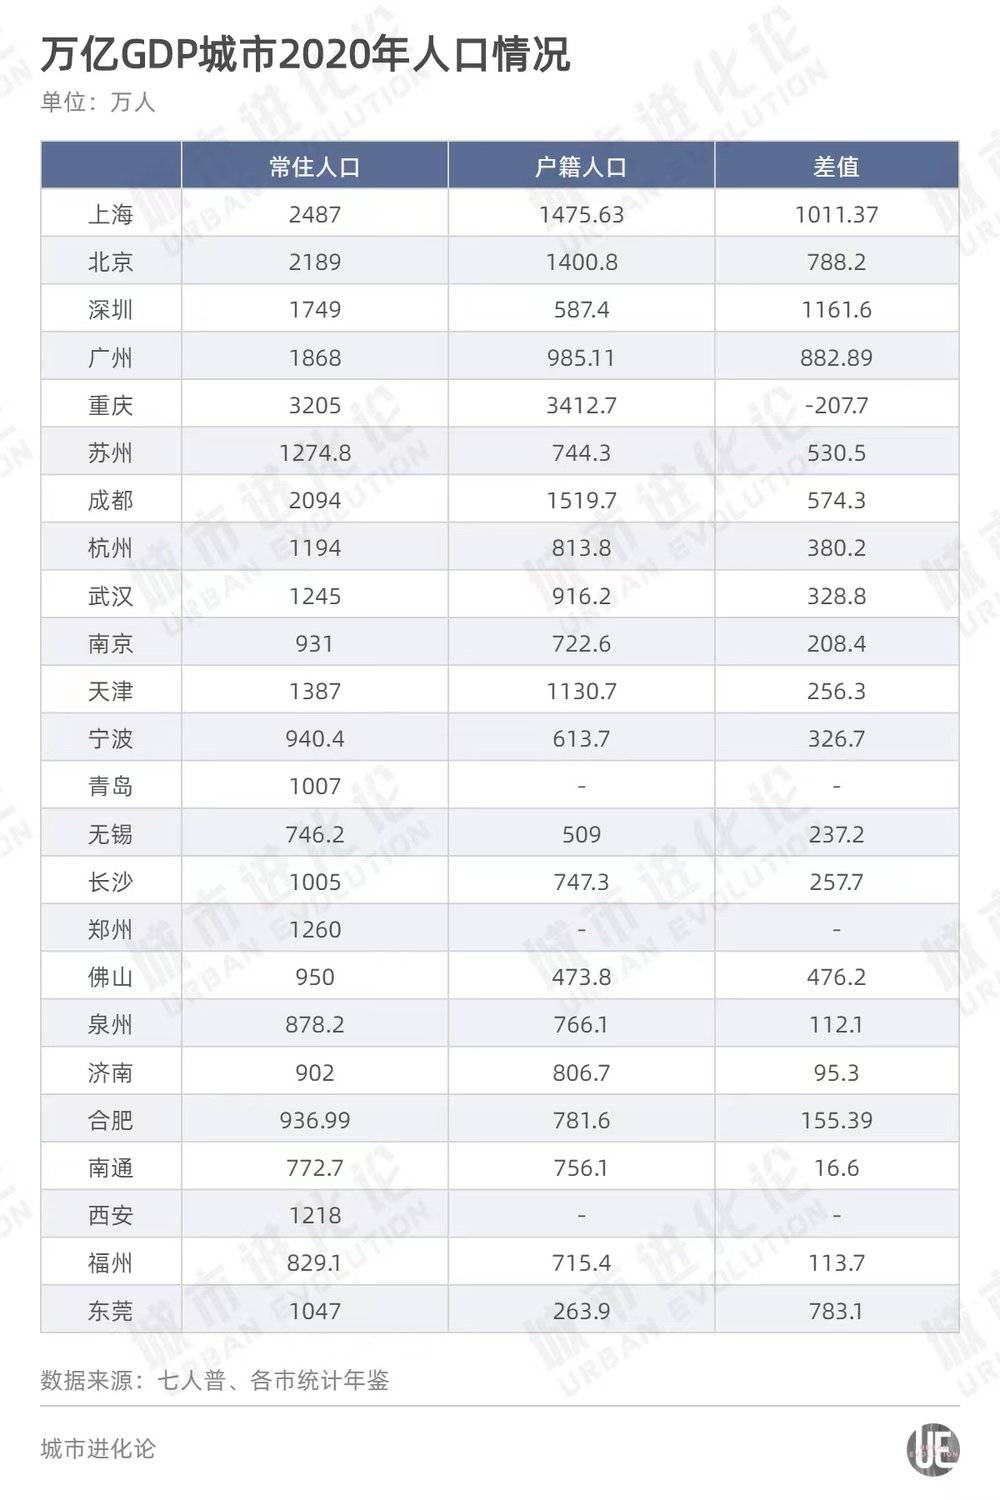 万亿GDP城市2020年人口情况
单位：万人
常住人口 户籍人口 差值
上海 2487 1475.63 1011.37
北京 2189 1400.8 788.2
深圳 1749 587.4 1161.6
广州 1868 985.11 882.89
重庆 3205 3412.7 -207.7
苏州 1274.8 744.3 530.5
成都 2094 1519.7 574.3
杭州 1194 813.8 380.2
武汉 1245 916.2 328.8
南京 931 722.6 208.4
天津 1387 1130.7 256.3
宁波 940.4 613.7 326.7
青岛 1007 - -
无锡 746.2 509 237.2
长沙 1005 747.3 257.7
郑州 1260 - -
佛山 950 473.8 476.2
泉州 878.2 766.1 112.1
济南 902 806.7 95.3
合肥 936.99 781.6 155.39
南通 772.7 756.1 16.6
西安 1218 - -
福州 829.1 715.4 113.7
东莞 1047 263.9 783.1
数据来源：七人普、各市统计年鉴
城市进化论
UE
城市进化论
URBAN EVOLUTION